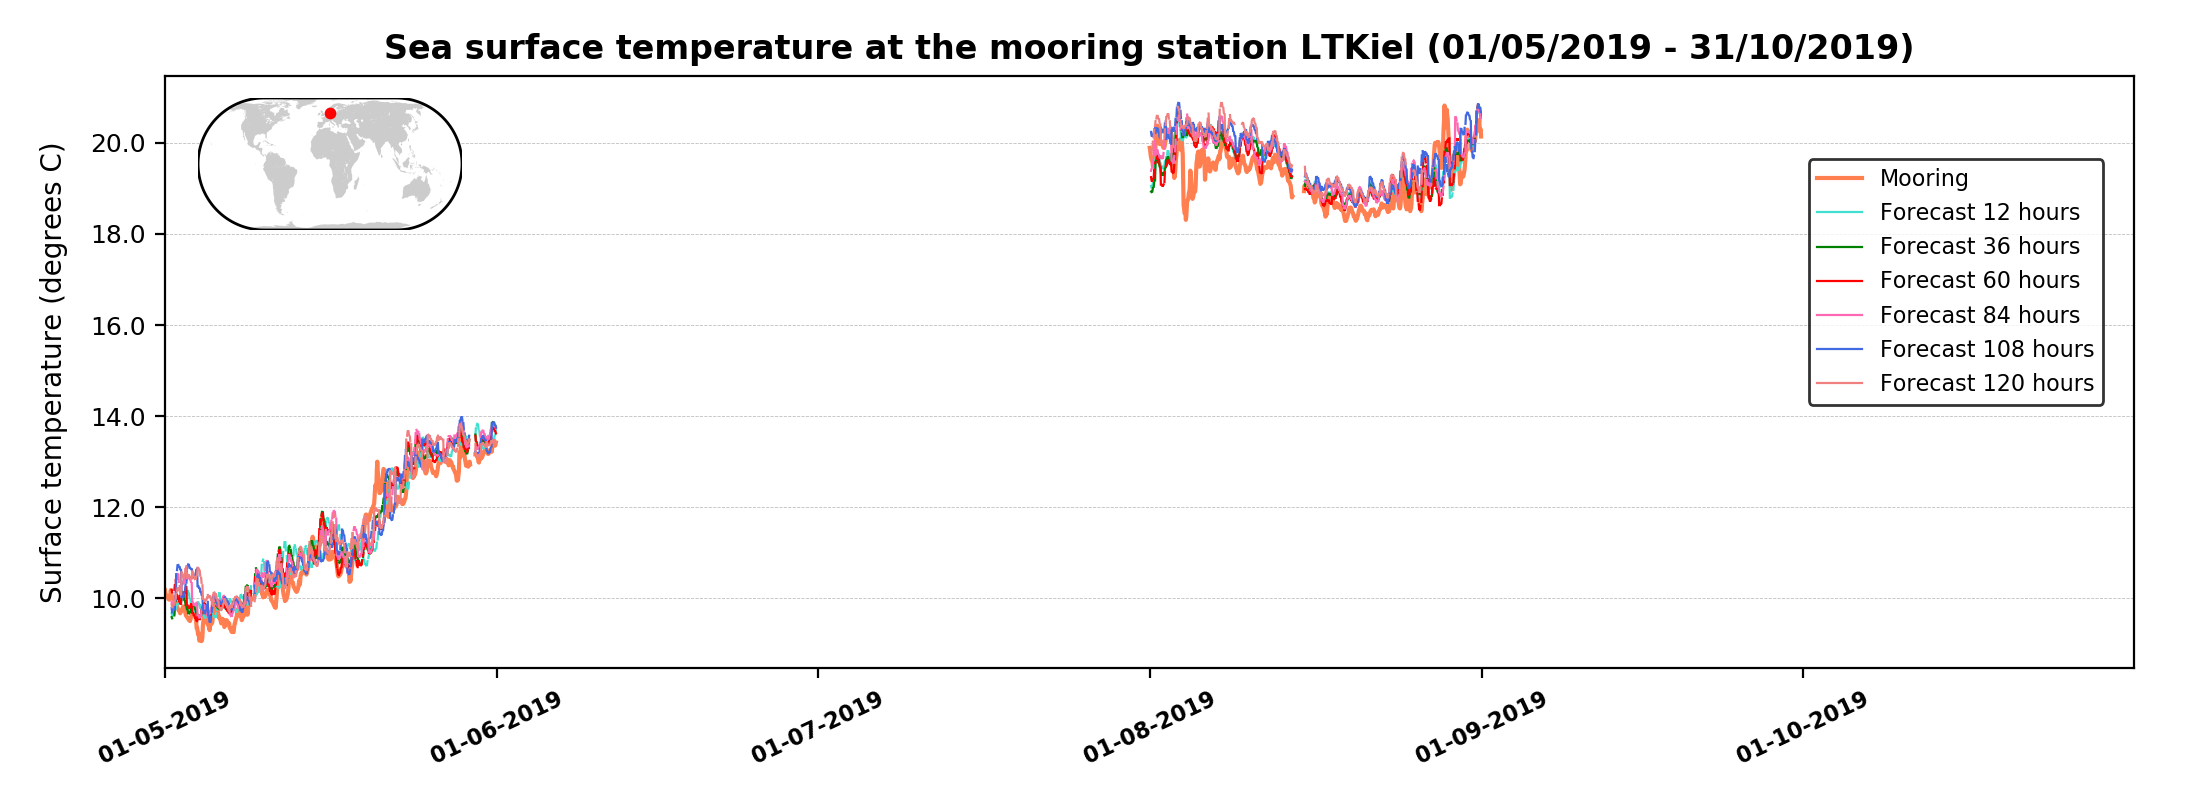 Sea surface temperature at the mooring station LTKiel (01/05/2019 - 31/10/2019)
Surface temperature (degrees C)
20.0
18.0
16.0
14.0
12.0
10.0
Mooring
Forecast 12 hours
Forecast 36 hours
Forecast 60 hours
Forecast 84 hours
Forecast 108 hours
Forecast 120 hours
01-05-2019
01-06-2019
01-07-2019
01-08-2019
01-09-2019
01-10-2019